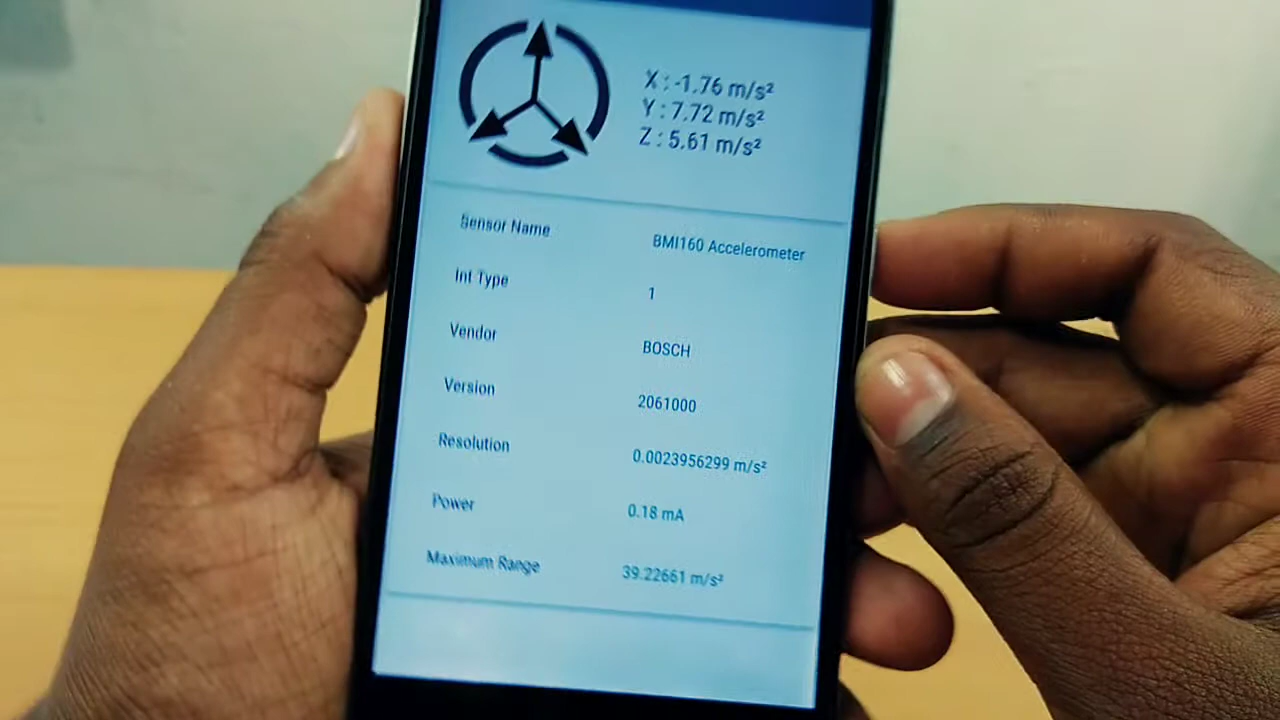 X : -1.76 m/s²
Y : 7.72 m/s²
Z : 5.61 m/s²
Sensor Name BMI160 Accelerometer
Int Type 1
Vendor BOSCH
Version 2061000
Resolution 0.0023956299 m/s²
Power 0.18 mA
Maximum Range 39.22661 m/s²